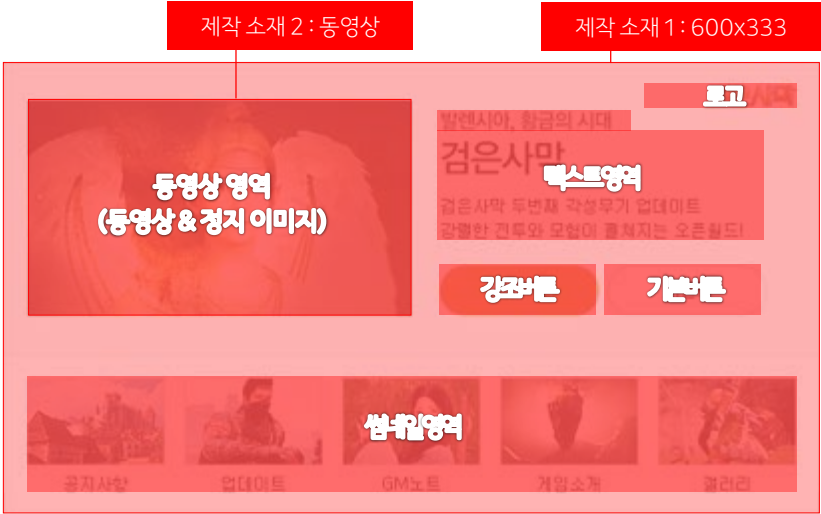 제작 소재 2 : 동영상
제작 소재 1 : 600x333
로고
발렌시아, 황금의 시대
검은사막
텍스트영역
검은사막 두번째 각성무기 업데이트
강렬한 전투와 모험이 펼쳐지는 오픈월드!
동영상 영역
(동영상 & 정지 이미지)
강조버튼
기본버튼
썸네일영역
공지사항
업데이트
GM노트
게임소개
갤러리